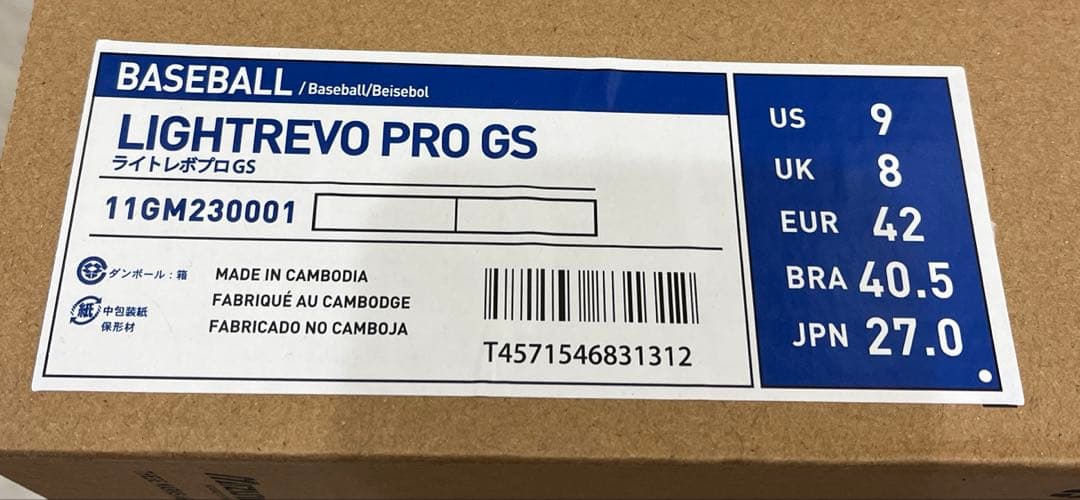 BASEBALL / Baseball/Beisebol
LIGHTREVO PRO GS
ライトレボプロGS
11GM230001
ダンボール：箱
紙 中包装紙
保形材
MADE IN CAMBODIA
FABRIQUÉ AU CAMBODGE
FABRICADO NO CAMBOJA
T4571546831312
US 9
UK 8
EUR 42
BRA 40.5
JPN 27.0